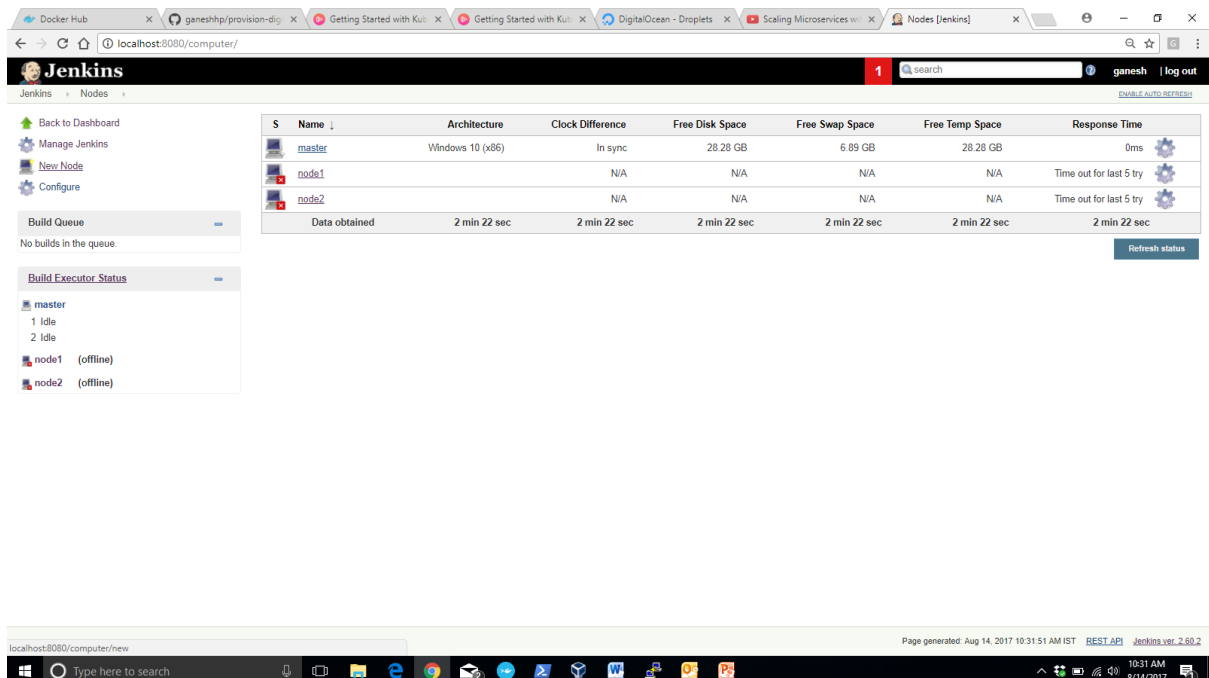 Docker Hub
ganeshhp/provision-dig
Getting Started with Kub
Getting Started with Kub
DigitalOcean - Droplets
Scaling Microservices wi
Nodes [Jenkins]
localhost:8080/computer/
Jenkins
1
search
ganesh | log out
Jenkins Nodes
ENABLE AUTO REFRESH
Back to Dashboard
Manage Jenkins
New Node
Configure
Build Queue
No builds in the queue.
Build Executor Status
master
1 Idle
2 Idle
node1 (offline)
node2 (offline)
S Name ↓ Architecture Clock Difference Free Disk Space Free Swap Space Free Temp Space Response Time
master Windows 10 (x86) In sync 28.28 GB 6.89 GB 28.28 GB 0ms
node1 N/A N/A N/A N/A Time out for last 5 try
node2 N/A N/A N/A N/A Time out for last 5 try
Data obtained 2 min 22 sec 2 min 22 sec 2 min 22 sec 2 min 22 sec 2 min 22 sec 2 min 22 sec
Refresh status
Page generated: Aug 14, 2017 10:31:51 AM IST REST API Jenkins ver. 2.60.2
localhost:8080/computer/new
Type here to search
10:31 AM
8/14/2017